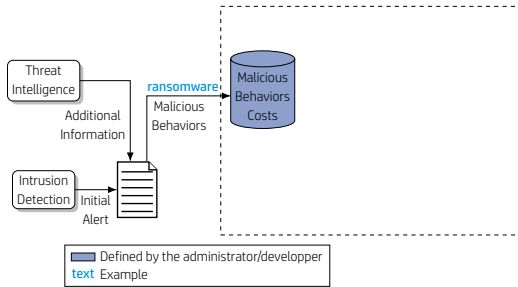 Threat
Intelligence
Additional
Information
ransomware
Malicious
Behaviors
Malicious
Behaviors
Costs
Intrusion
Detection
Initial
Alert
Defined by the administrator/developper
text Example